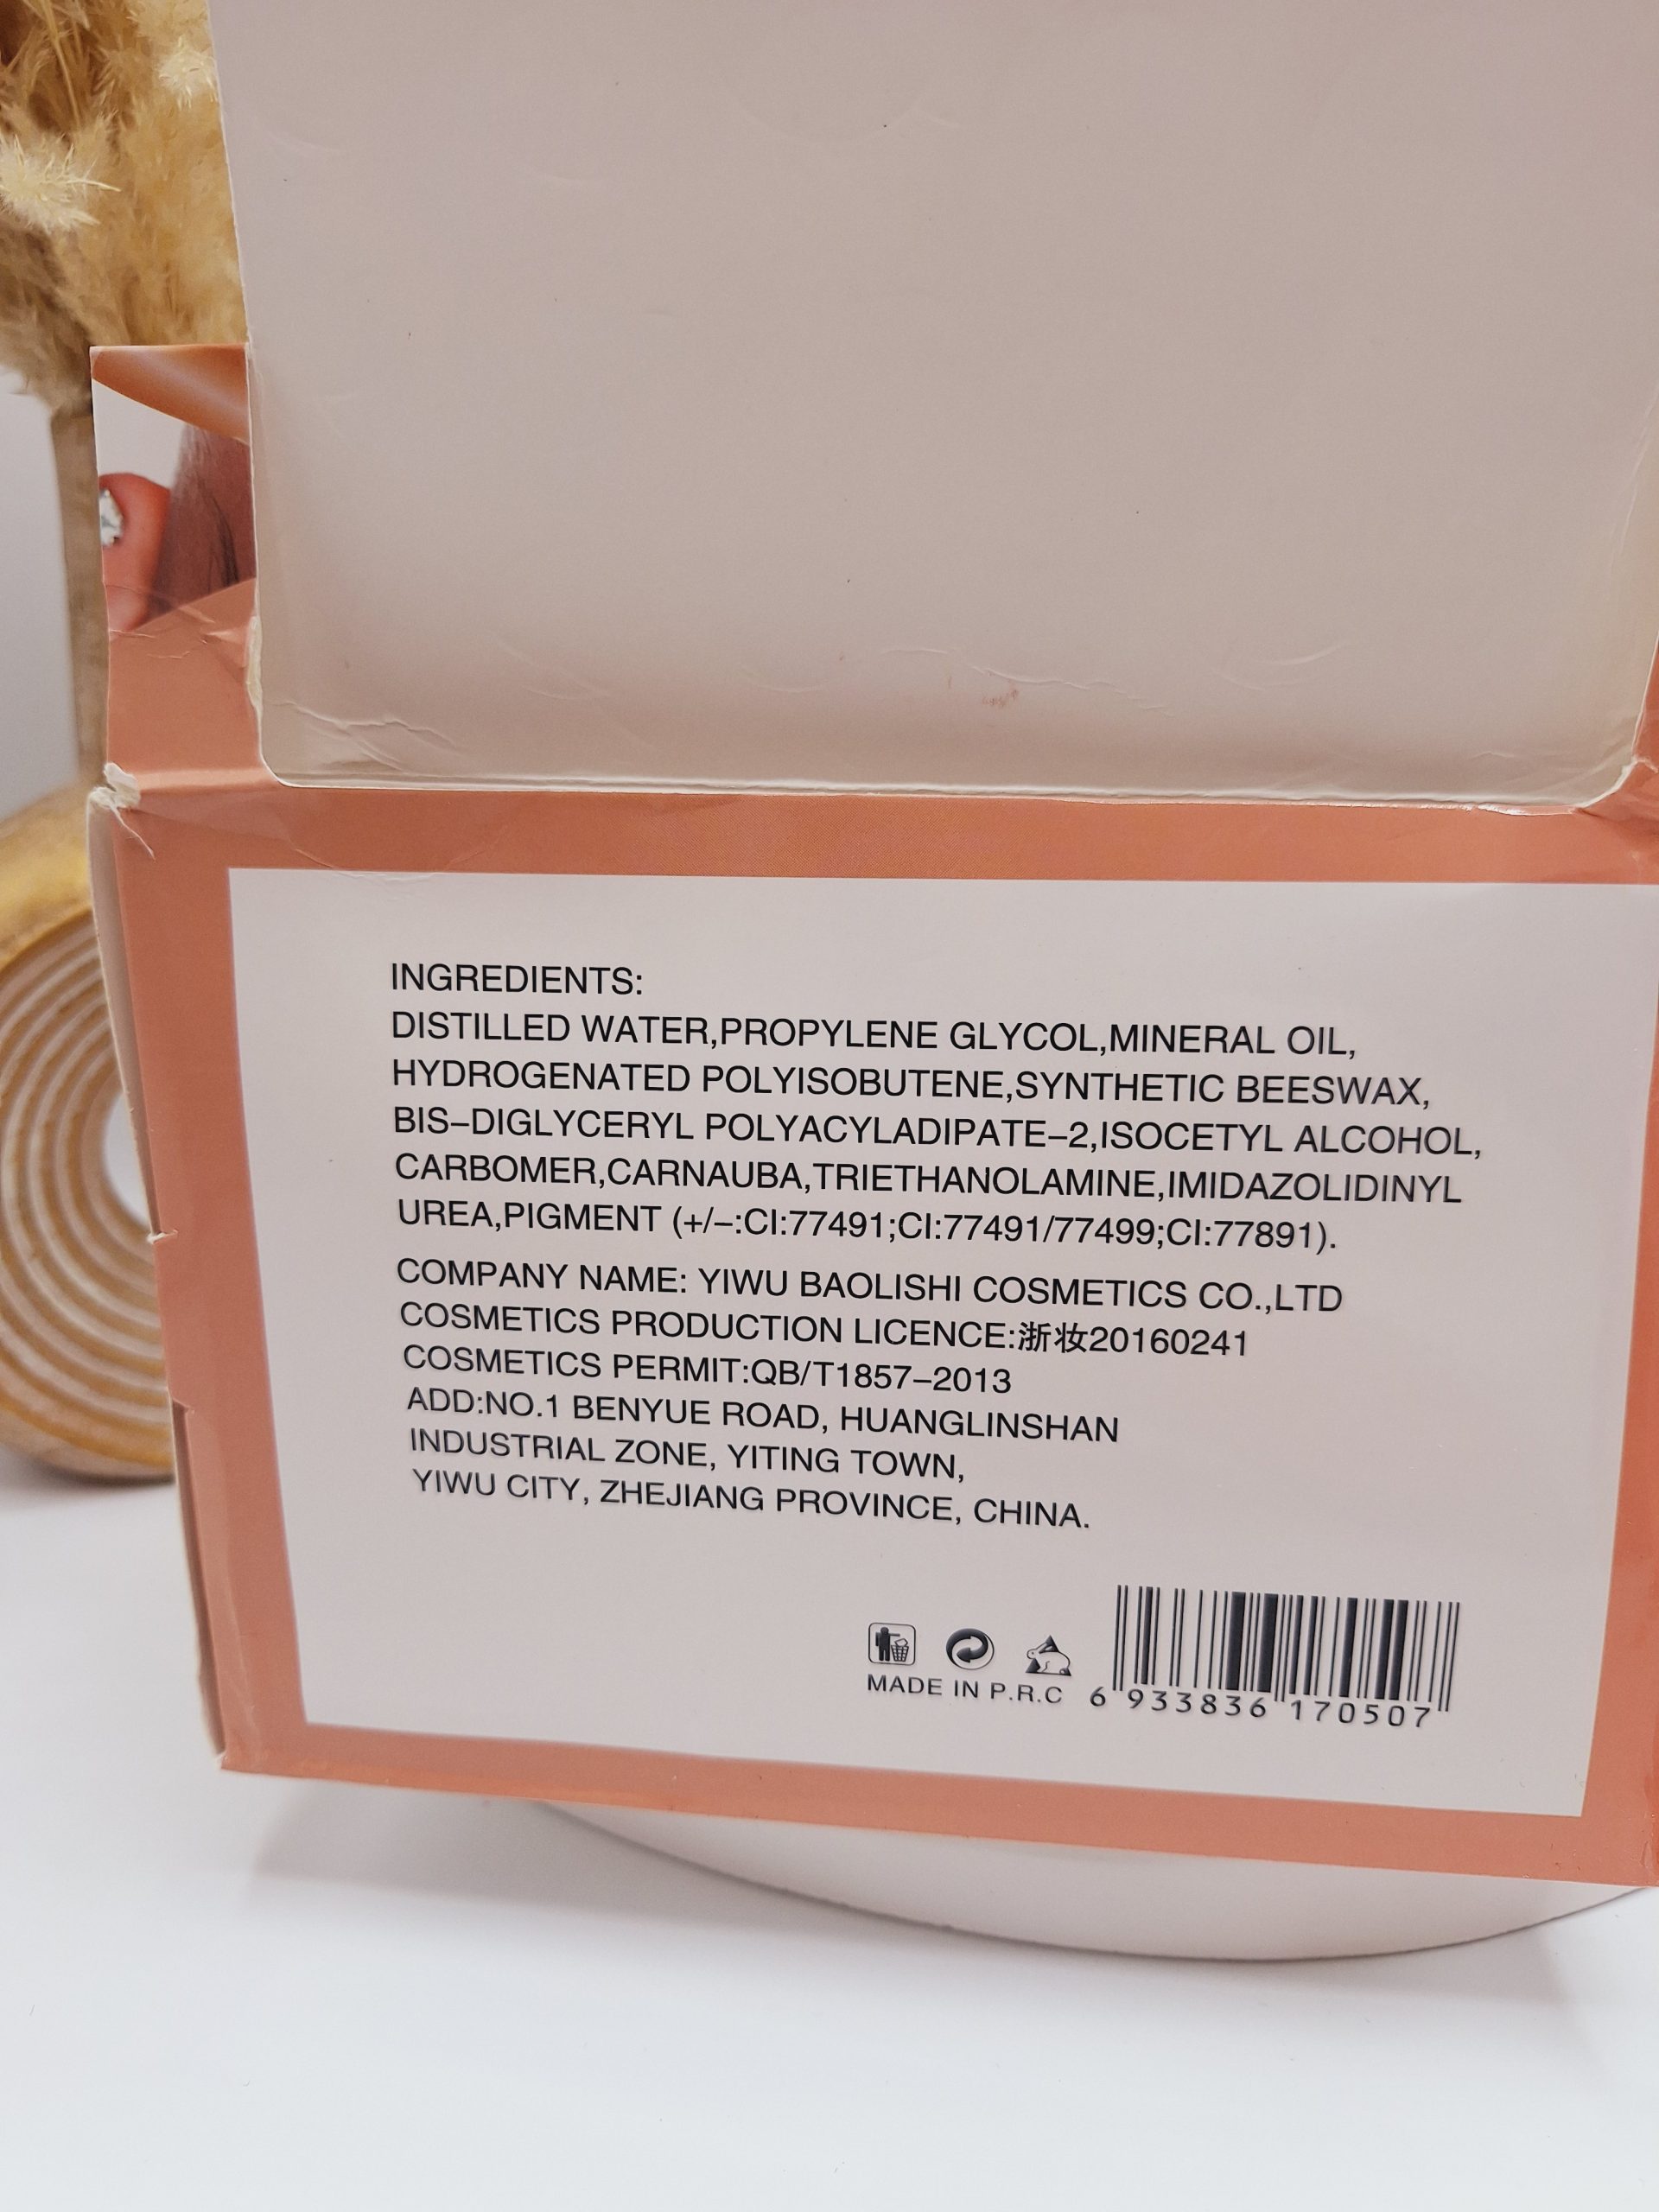 INGREDIENTS:
DISTILLED WATER,PROPYLENE GLYCOL,MINERAL OIL,
HYDROGENATED POLYISOBUTENE,SYNTHETIC BEESWAX,
BIS–DIGLYCERYL POLYACYLADIPATE–2,ISOCETYL ALCOHOL,
CARBOMER,CARNAUBA,TRIETHANOLAMINE,IMIDAZOLIDINYL
UREA,PIGMENT (+/–:CI:77491;CI:77491/77499;CI:77891).
COMPANY NAME: YIWU BAOLISHI COSMETICS CO.,LTD
COSMETICS PRODUCTION LICENCE:浙妆20160241
COSMETICS PERMIT:QB/T1857–2013
ADD:NO.1 BENYUE ROAD, HUANGLINSHAN
INDUSTRIAL ZONE, YITING TOWN,
YIWU CITY, ZHEJIANG PROVINCE, CHINA.
MADE IN P.R.C
6 933836 170507